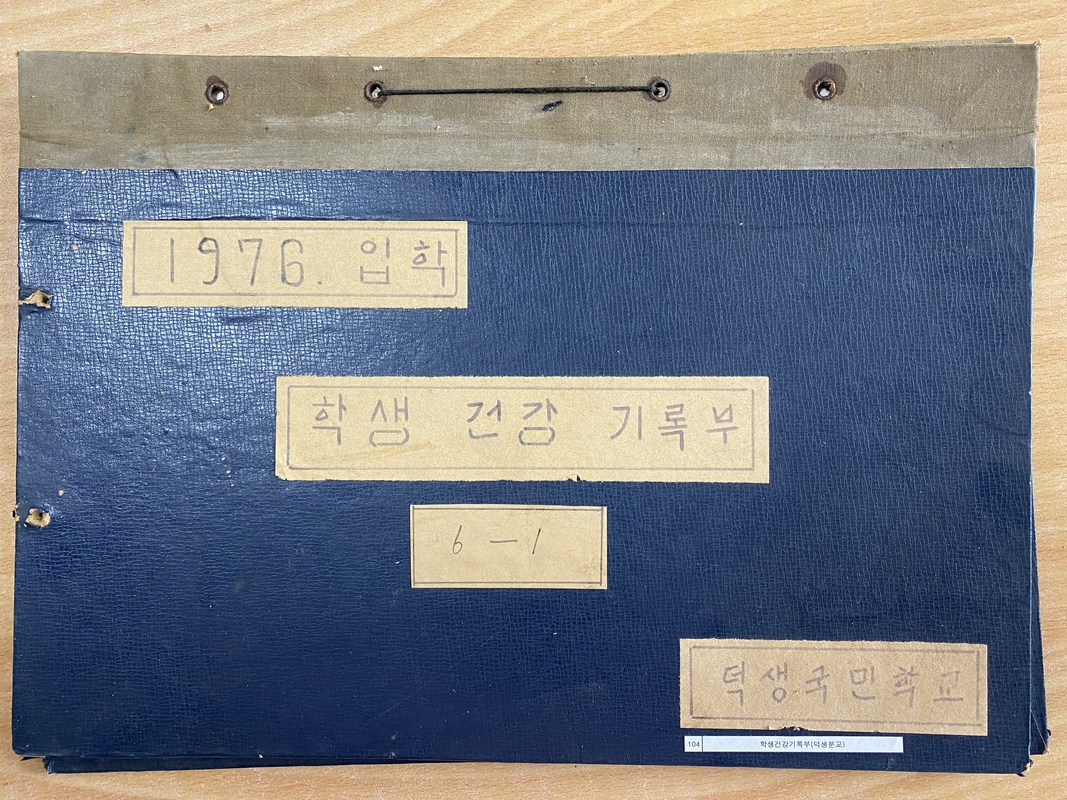 1976. 입학
학생 건강 기록부
6 - 1
덕생국민학교
104 학생건강기록부(덕생분교)